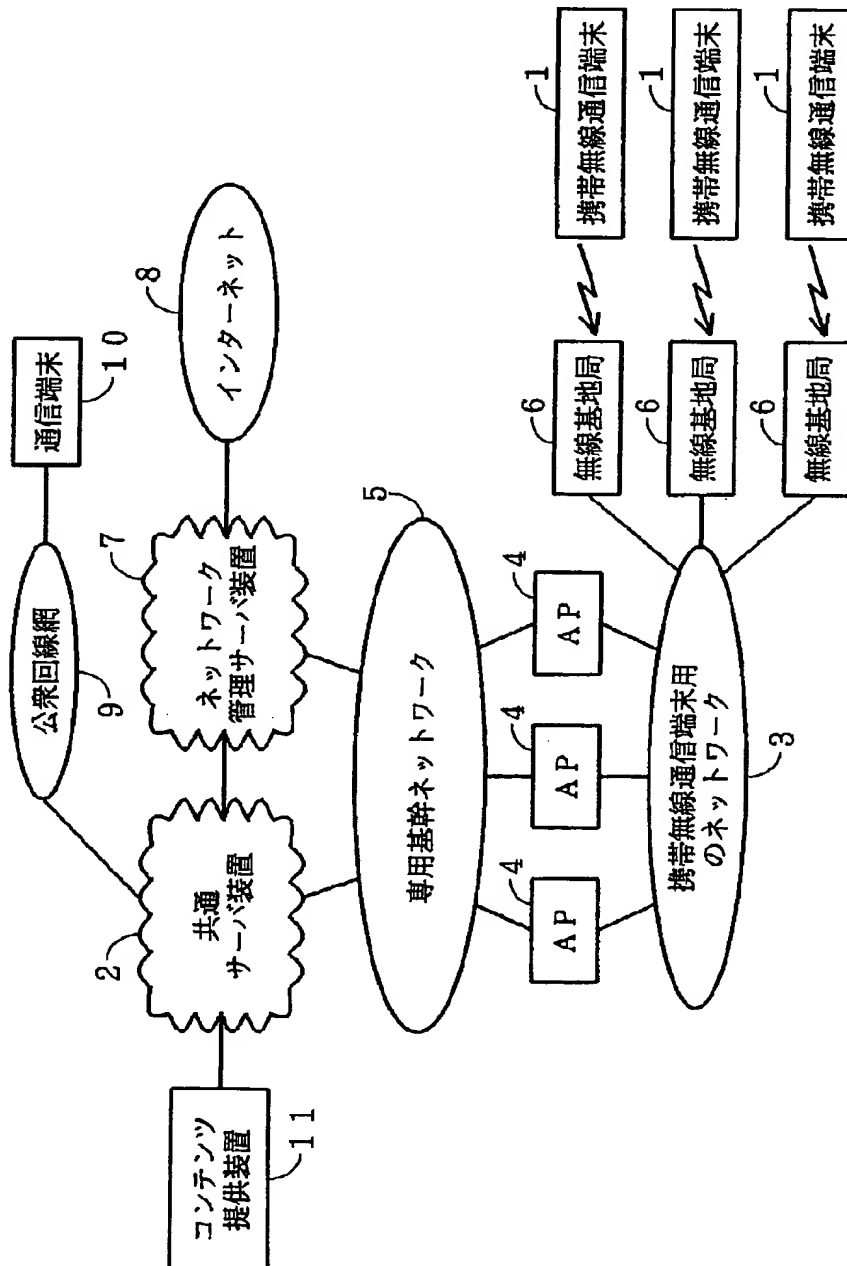 通信端末
10
公衆回線網
9
インターネット
8
ネットワーク
管理サーバ装置
7
共通
サーバ装置
2
コンテンツ
提供装置
11
専用基幹ネットワーク
5
AP
4
AP
4
AP
4
携帯無線通信端末用
のネットワーク
3
無線基地局
6
無線基地局
6
無線基地局
6
携帯無線通信端末
1
携帯無線通信端末
1
携帯無線通信端末
1